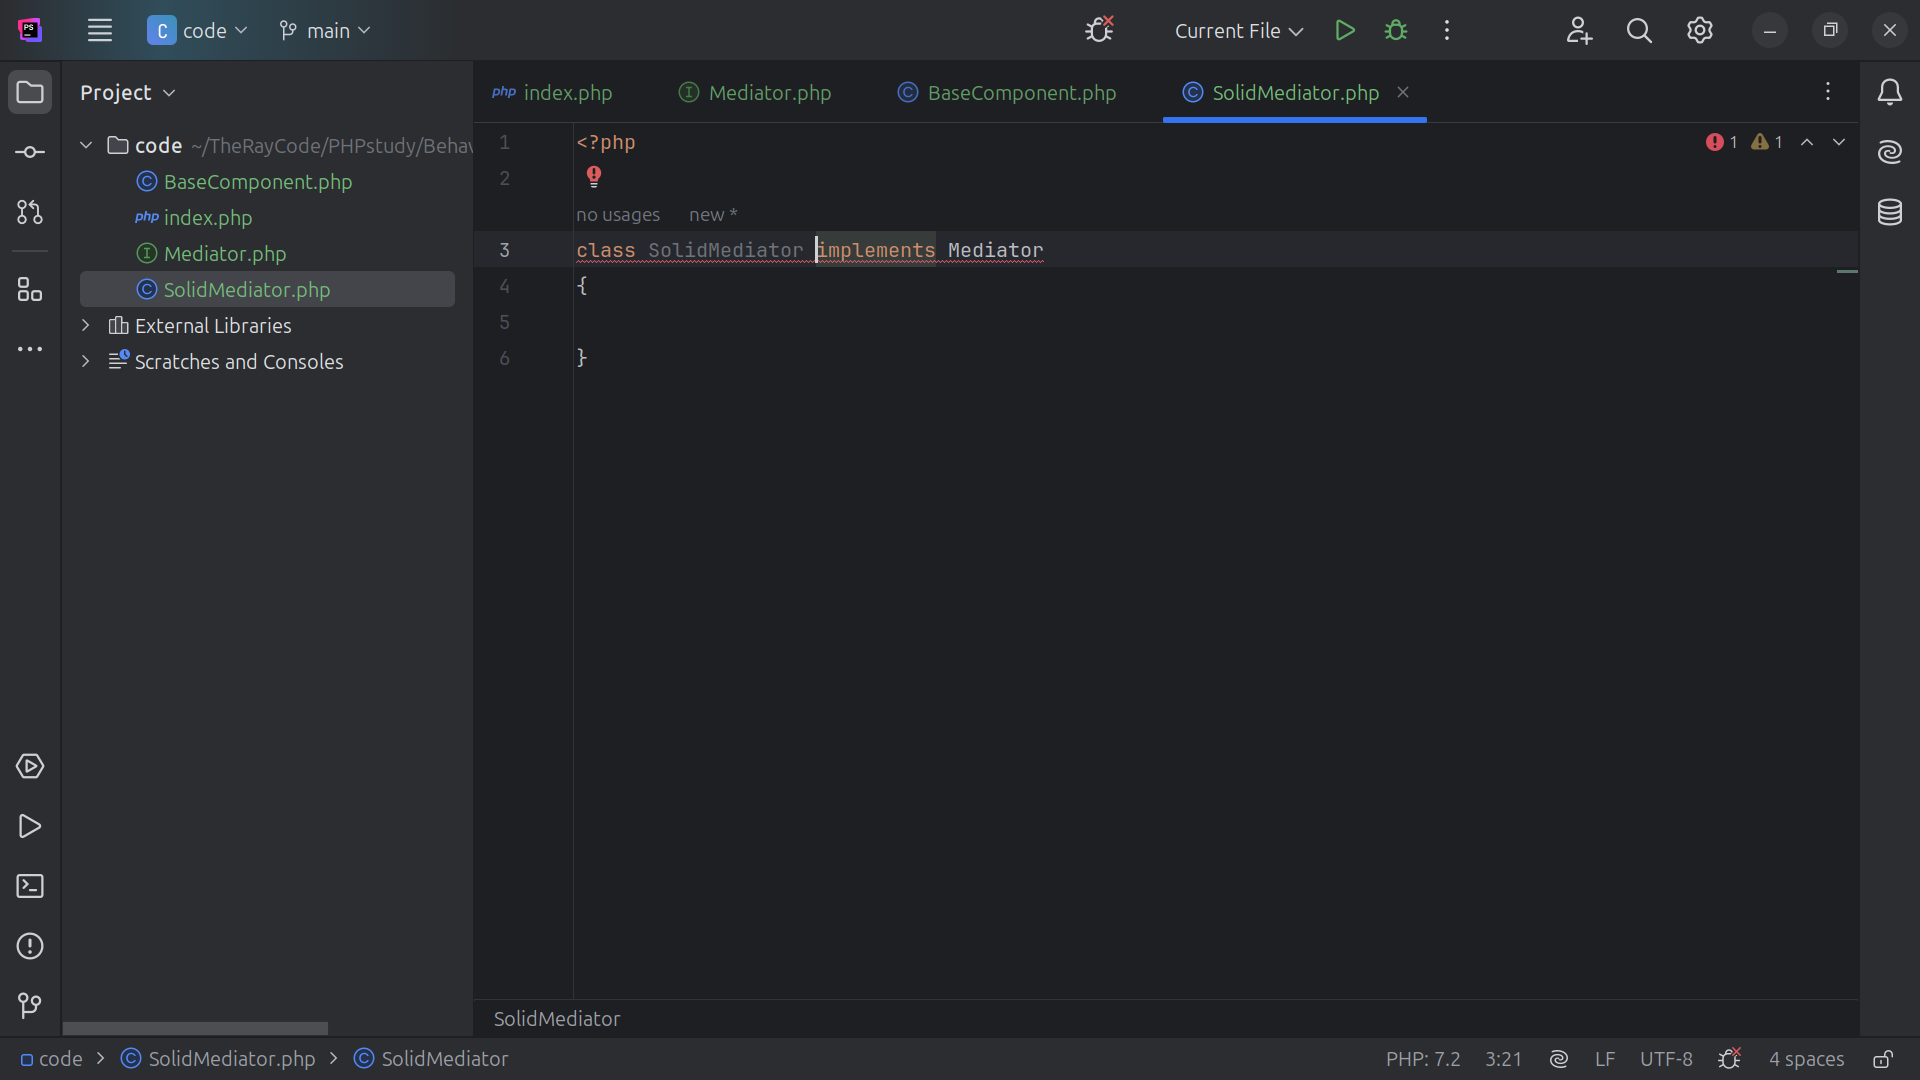 PS
C code main Current File
Project
php index.php Mediator.php BaseComponent.php SolidMediator.php
code ~/TheRayCode/PHPstudy/Behav
BaseComponent.php
php index.php
Mediator.php
SolidMediator.php
External Libraries
Scratches and Consoles
1 <?php
1 1
2
no usages new *
3 class SolidMediator implements Mediator
4 {
5
6 }
SolidMediator
code > SolidMediator.php > SolidMediator
PHP: 7.2 3:21 LF UTF-8 4 spaces